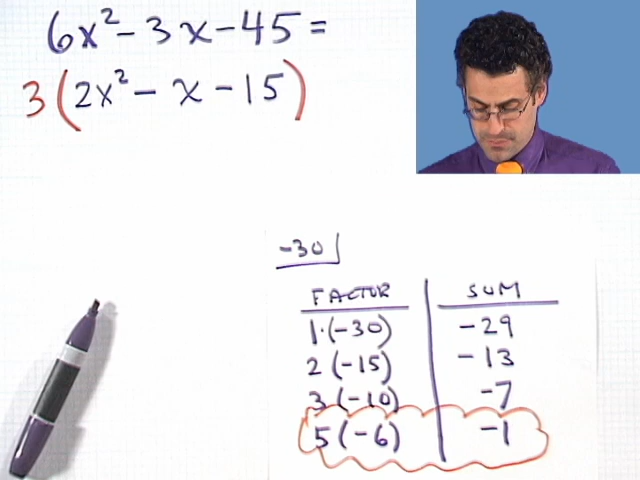 6x² - 3x - 45 =
3(2x² - x - 15)
-30
FACTOR SUM
1·(-30) -29
2(-15) -13
3(-10) -7
5(-6) -1